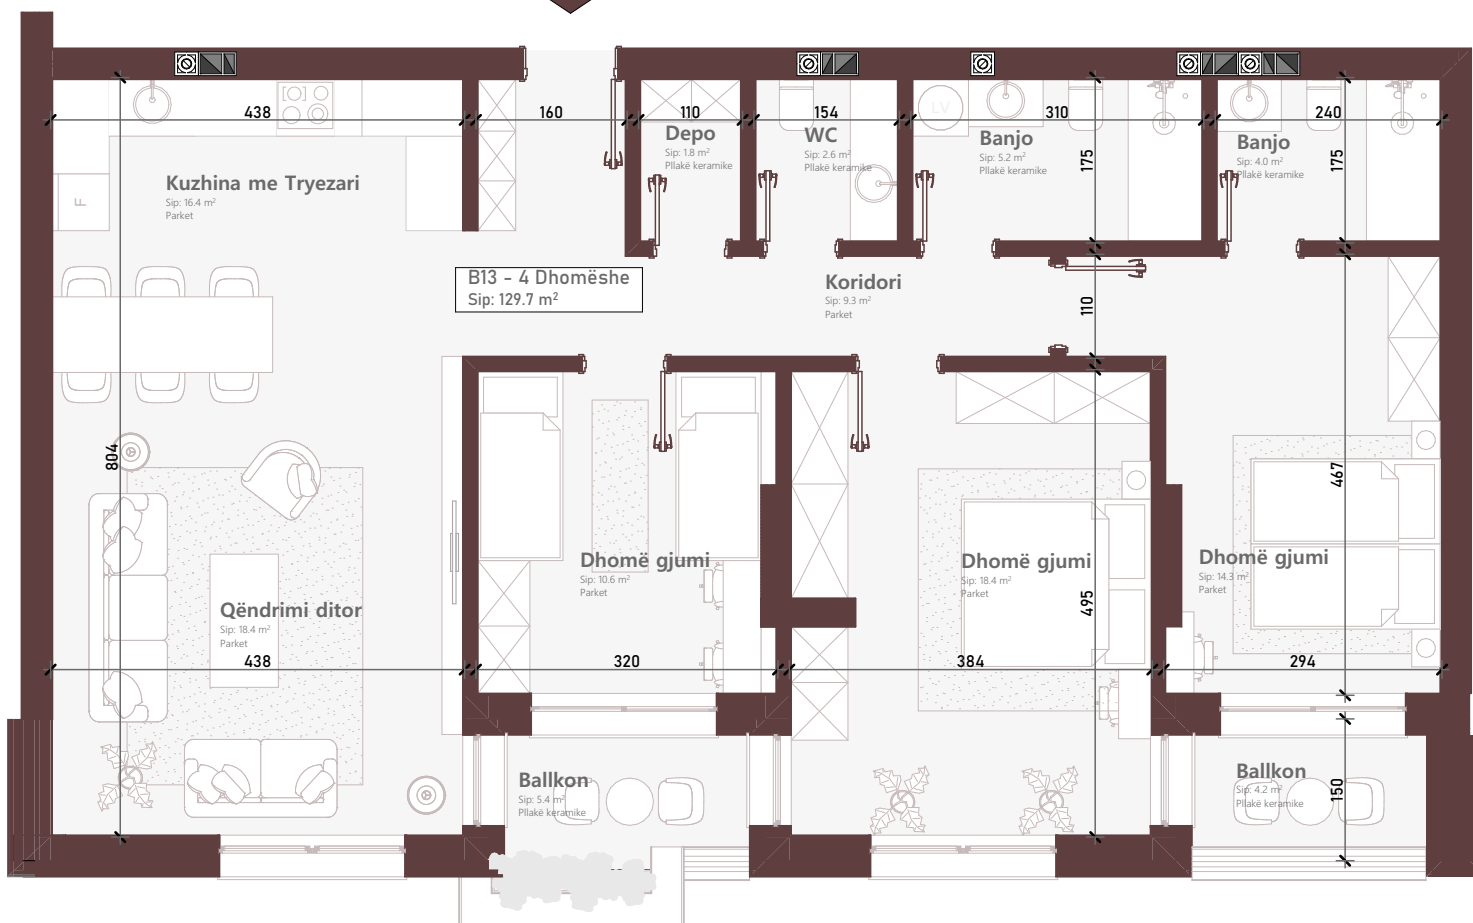 438
160
110
154
310
240
Depo
Sip: 1.8 m²
Pllakë keramike
WC
Sip: 2.6 m²
Pllakë keramike
LV
Banjo
Sip: 5.2 m²
Pllakë keramike
175
Banjo
Sip: 4.0 m²
Pllakë keramike
175
Kuzhina me Tryezari
Sip: 16.4 m²
Parket
F
B13 - 4 Dhomëshe
Sip: 129.7 m²
Koridori
Sip: 9.3 m²
Parket
110
804
467
Dhomë gjumi
Sip: 10.6 m²
Parket
Dhomë gjumi
Sip: 18.4 m²
Parket
495
Dhomë gjumi
Sip: 14.3 m²
Parket
Qëndrimi ditor
Sip: 18.4 m²
Parket
438
320
384
294
Ballkon
Sip: 5.4 m²
Pllakë keramike
Ballkon
Sip: 4.2 m²
Pllakë keramike
150